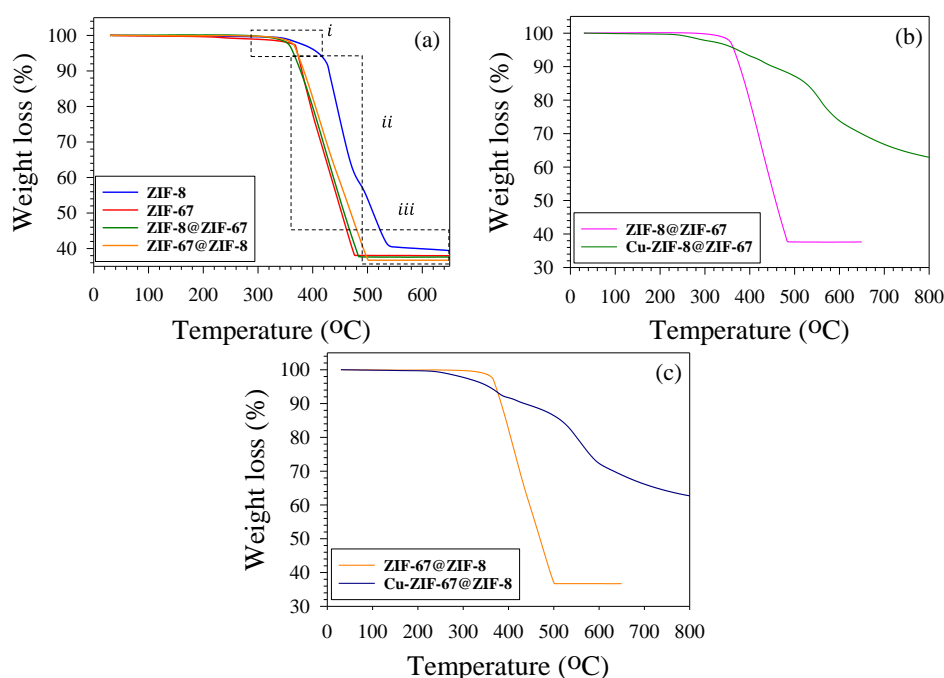 (a)
i
ii
iii
Weight loss (%)
100
90
80
70
60
50
40
ZIF-8
ZIF-67
ZIF-8@ZIF-67
ZIF-67@ZIF-8
0 100 200 300 400 500 600
Temperature (OC)
(b)
Weight loss (%)
100
90
80
70
60
50
40
30
ZIF-8@ZIF-67
Cu-ZIF-8@ZIF-67
0 100 200 300 400 500 600 700 800
Temperature (OC)
(c)
Weight loss (%)
100
90
80
70
60
50
40
30
ZIF-67@ZIF-8
Cu-ZIF-67@ZIF-8
0 100 200 300 400 500 600 700 800
Temperature (OC)